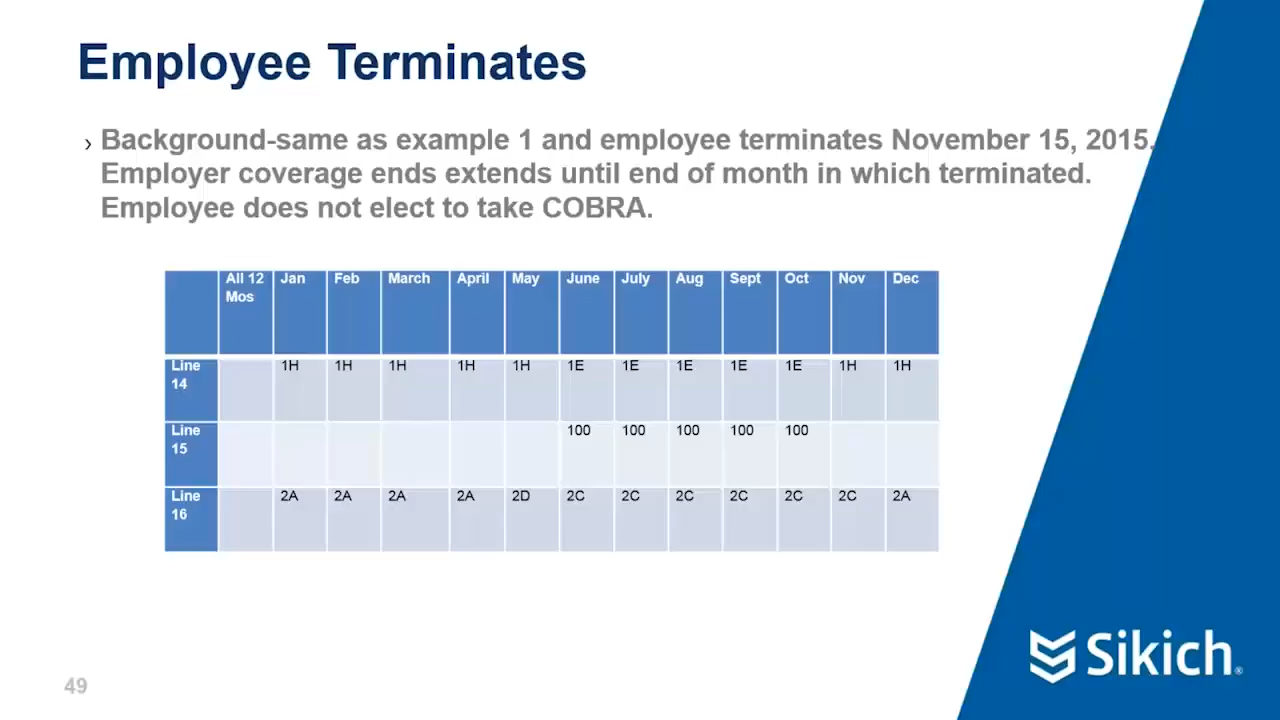 Employee Terminates
› Background-same as example 1 and employee terminates November 15, 2015.
Employer coverage ends extends until end of month in which terminated.
Employee does not elect to take COBRA.
All 12 Mos Jan Feb March April May June July Aug Sept Oct Nov Dec
Line 14 1H 1H 1H 1H 1H 1E 1E 1E 1E 1E 1H 1H
Line 15 100 100 100 100 100
Line 16 2A 2A 2A 2A 2D 2C 2C 2C 2C 2C 2C 2A
Sikich®
49